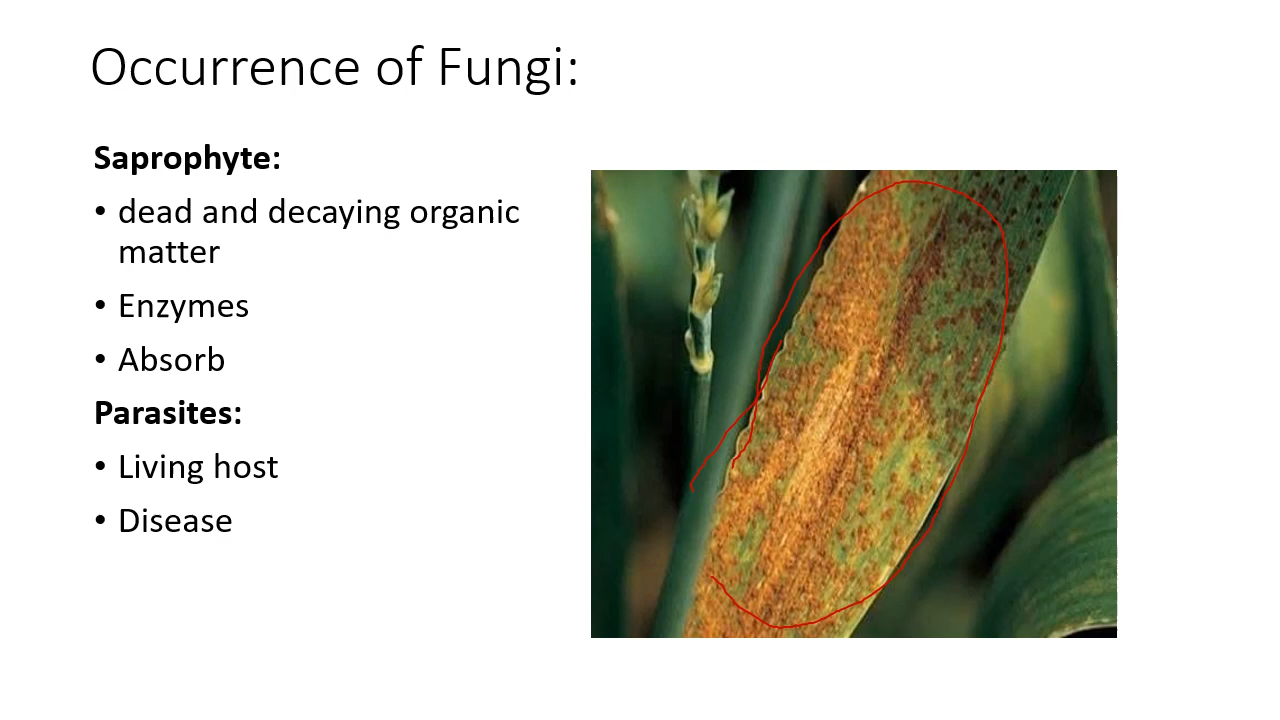 Occurrence of Fungi:
Saprophyte:
• dead and decaying organic
matter
• Enzymes
• Absorb
Parasites:
• Living host
• Disease